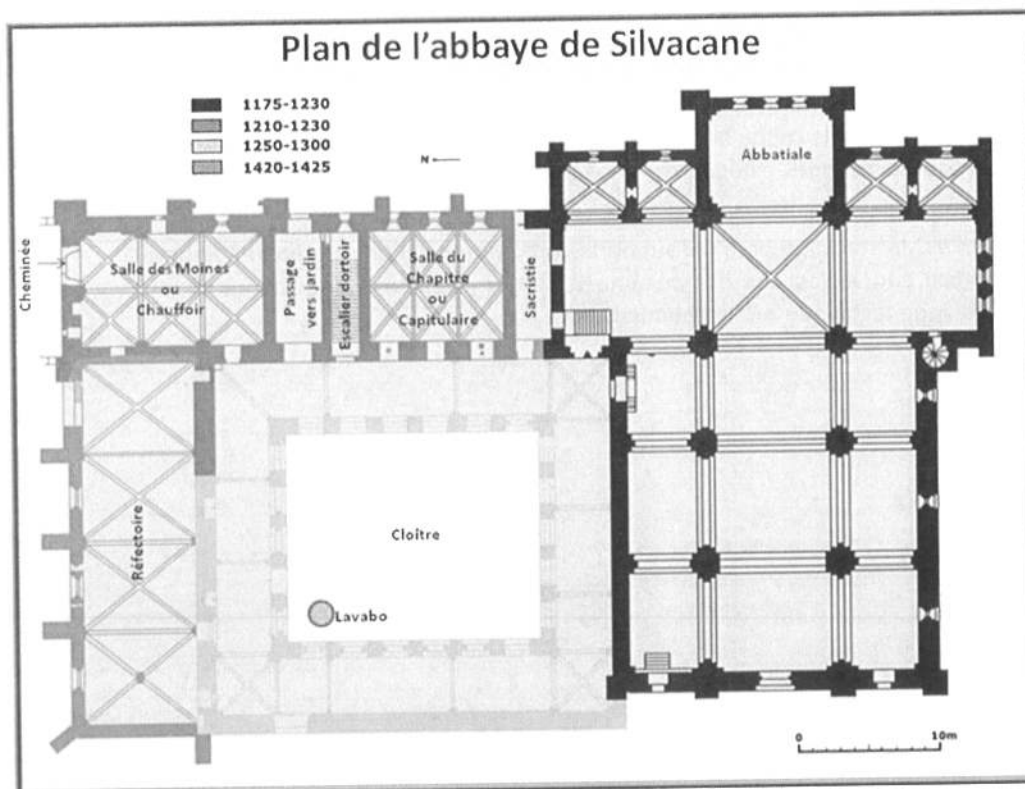 Plan de l'abbaye de Silvacane
1175-1230
1210-1230
1250-1300
1420-1425
N
Abbatiale
Cheminée
Salle des Moines
ou
Chauffoir
Passage
vers jardin
Escalier dortoir
Salle du
Chapitre
ou
Capitulaire
Sacristie
Réfectoire
Cloître
Lavabo
0
10m